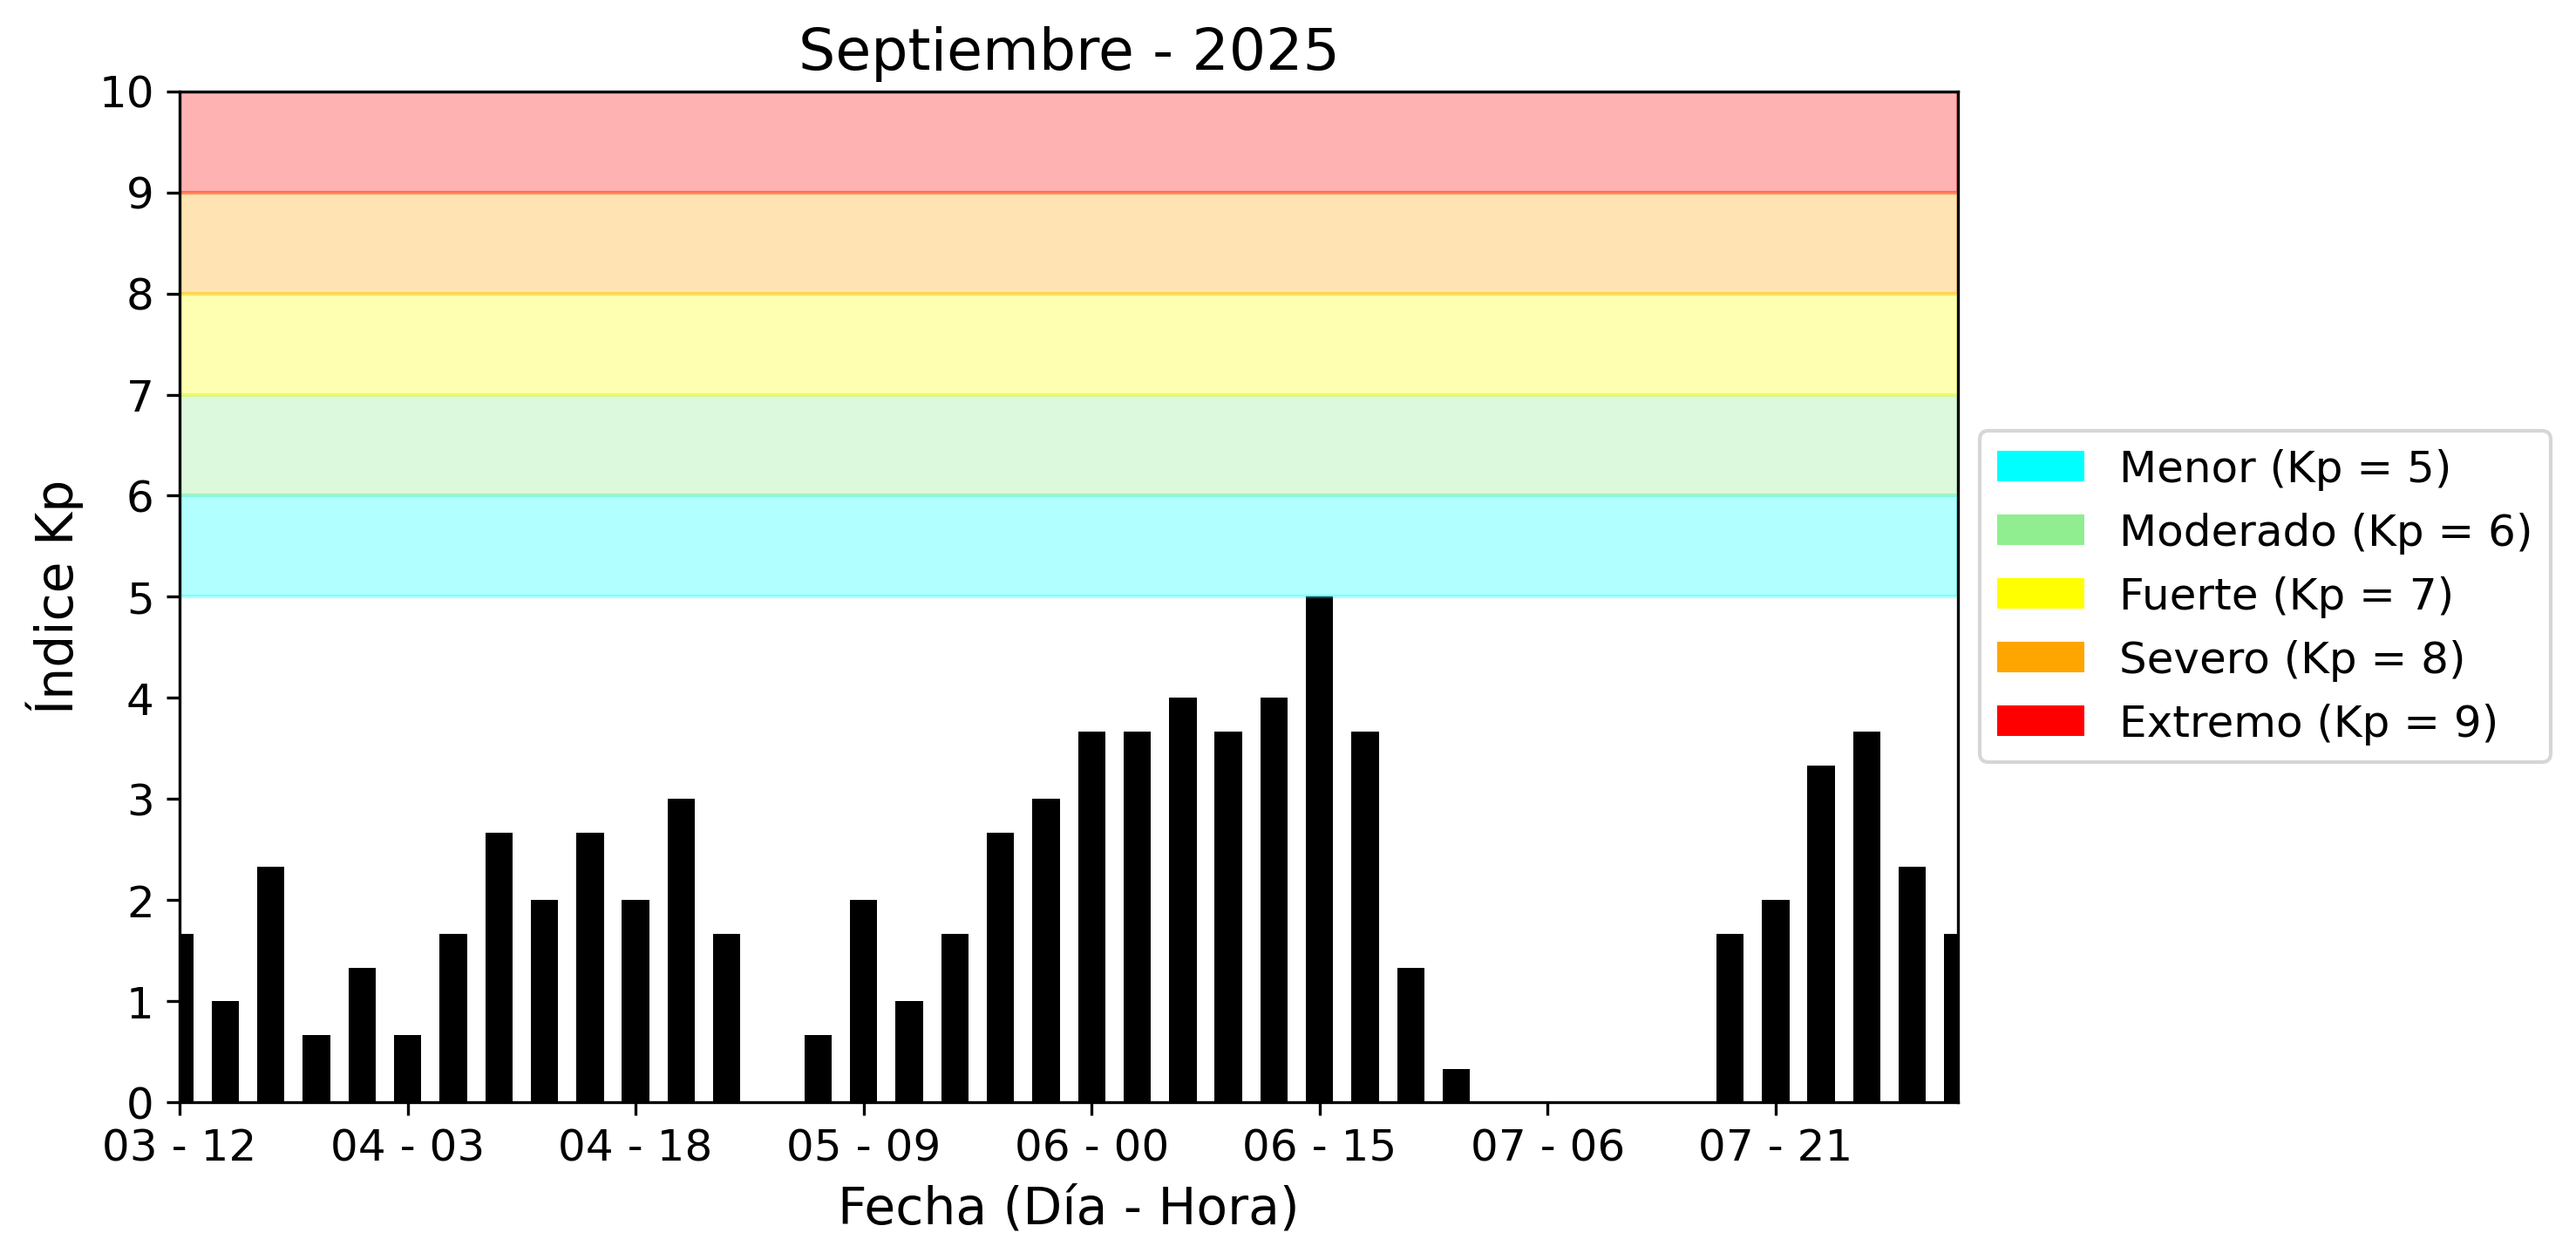 Septiembre - 2025
10
9
8
7
6
5
4
3
2
1
0
Índice Kp
03 - 12
04 - 03
04 - 18
05 - 09
06 - 00
06 - 15
07 - 06
07 - 21
Fecha (Día - Hora)
Menor (Kp = 5)
Moderado (Kp = 6)
Fuerte (Kp = 7)
Severo (Kp = 8)
Extremo (Kp = 9)